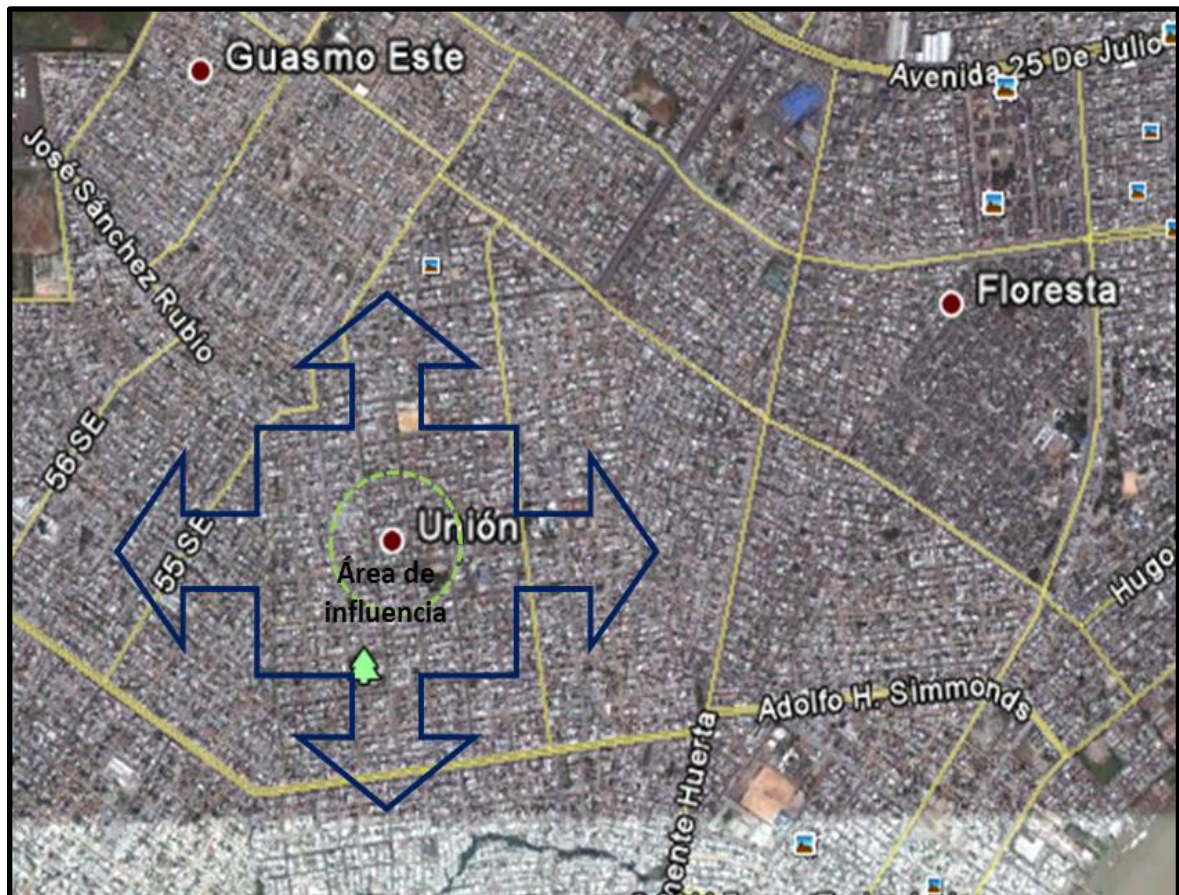 Guasmo Este
Avenida 25 De Julio
José Sánchez Rubio
Floresta
56 SE
55 SE
Unión
Área de
influencia
Hugo
Adolfo H. Simmonds
mente Huerta